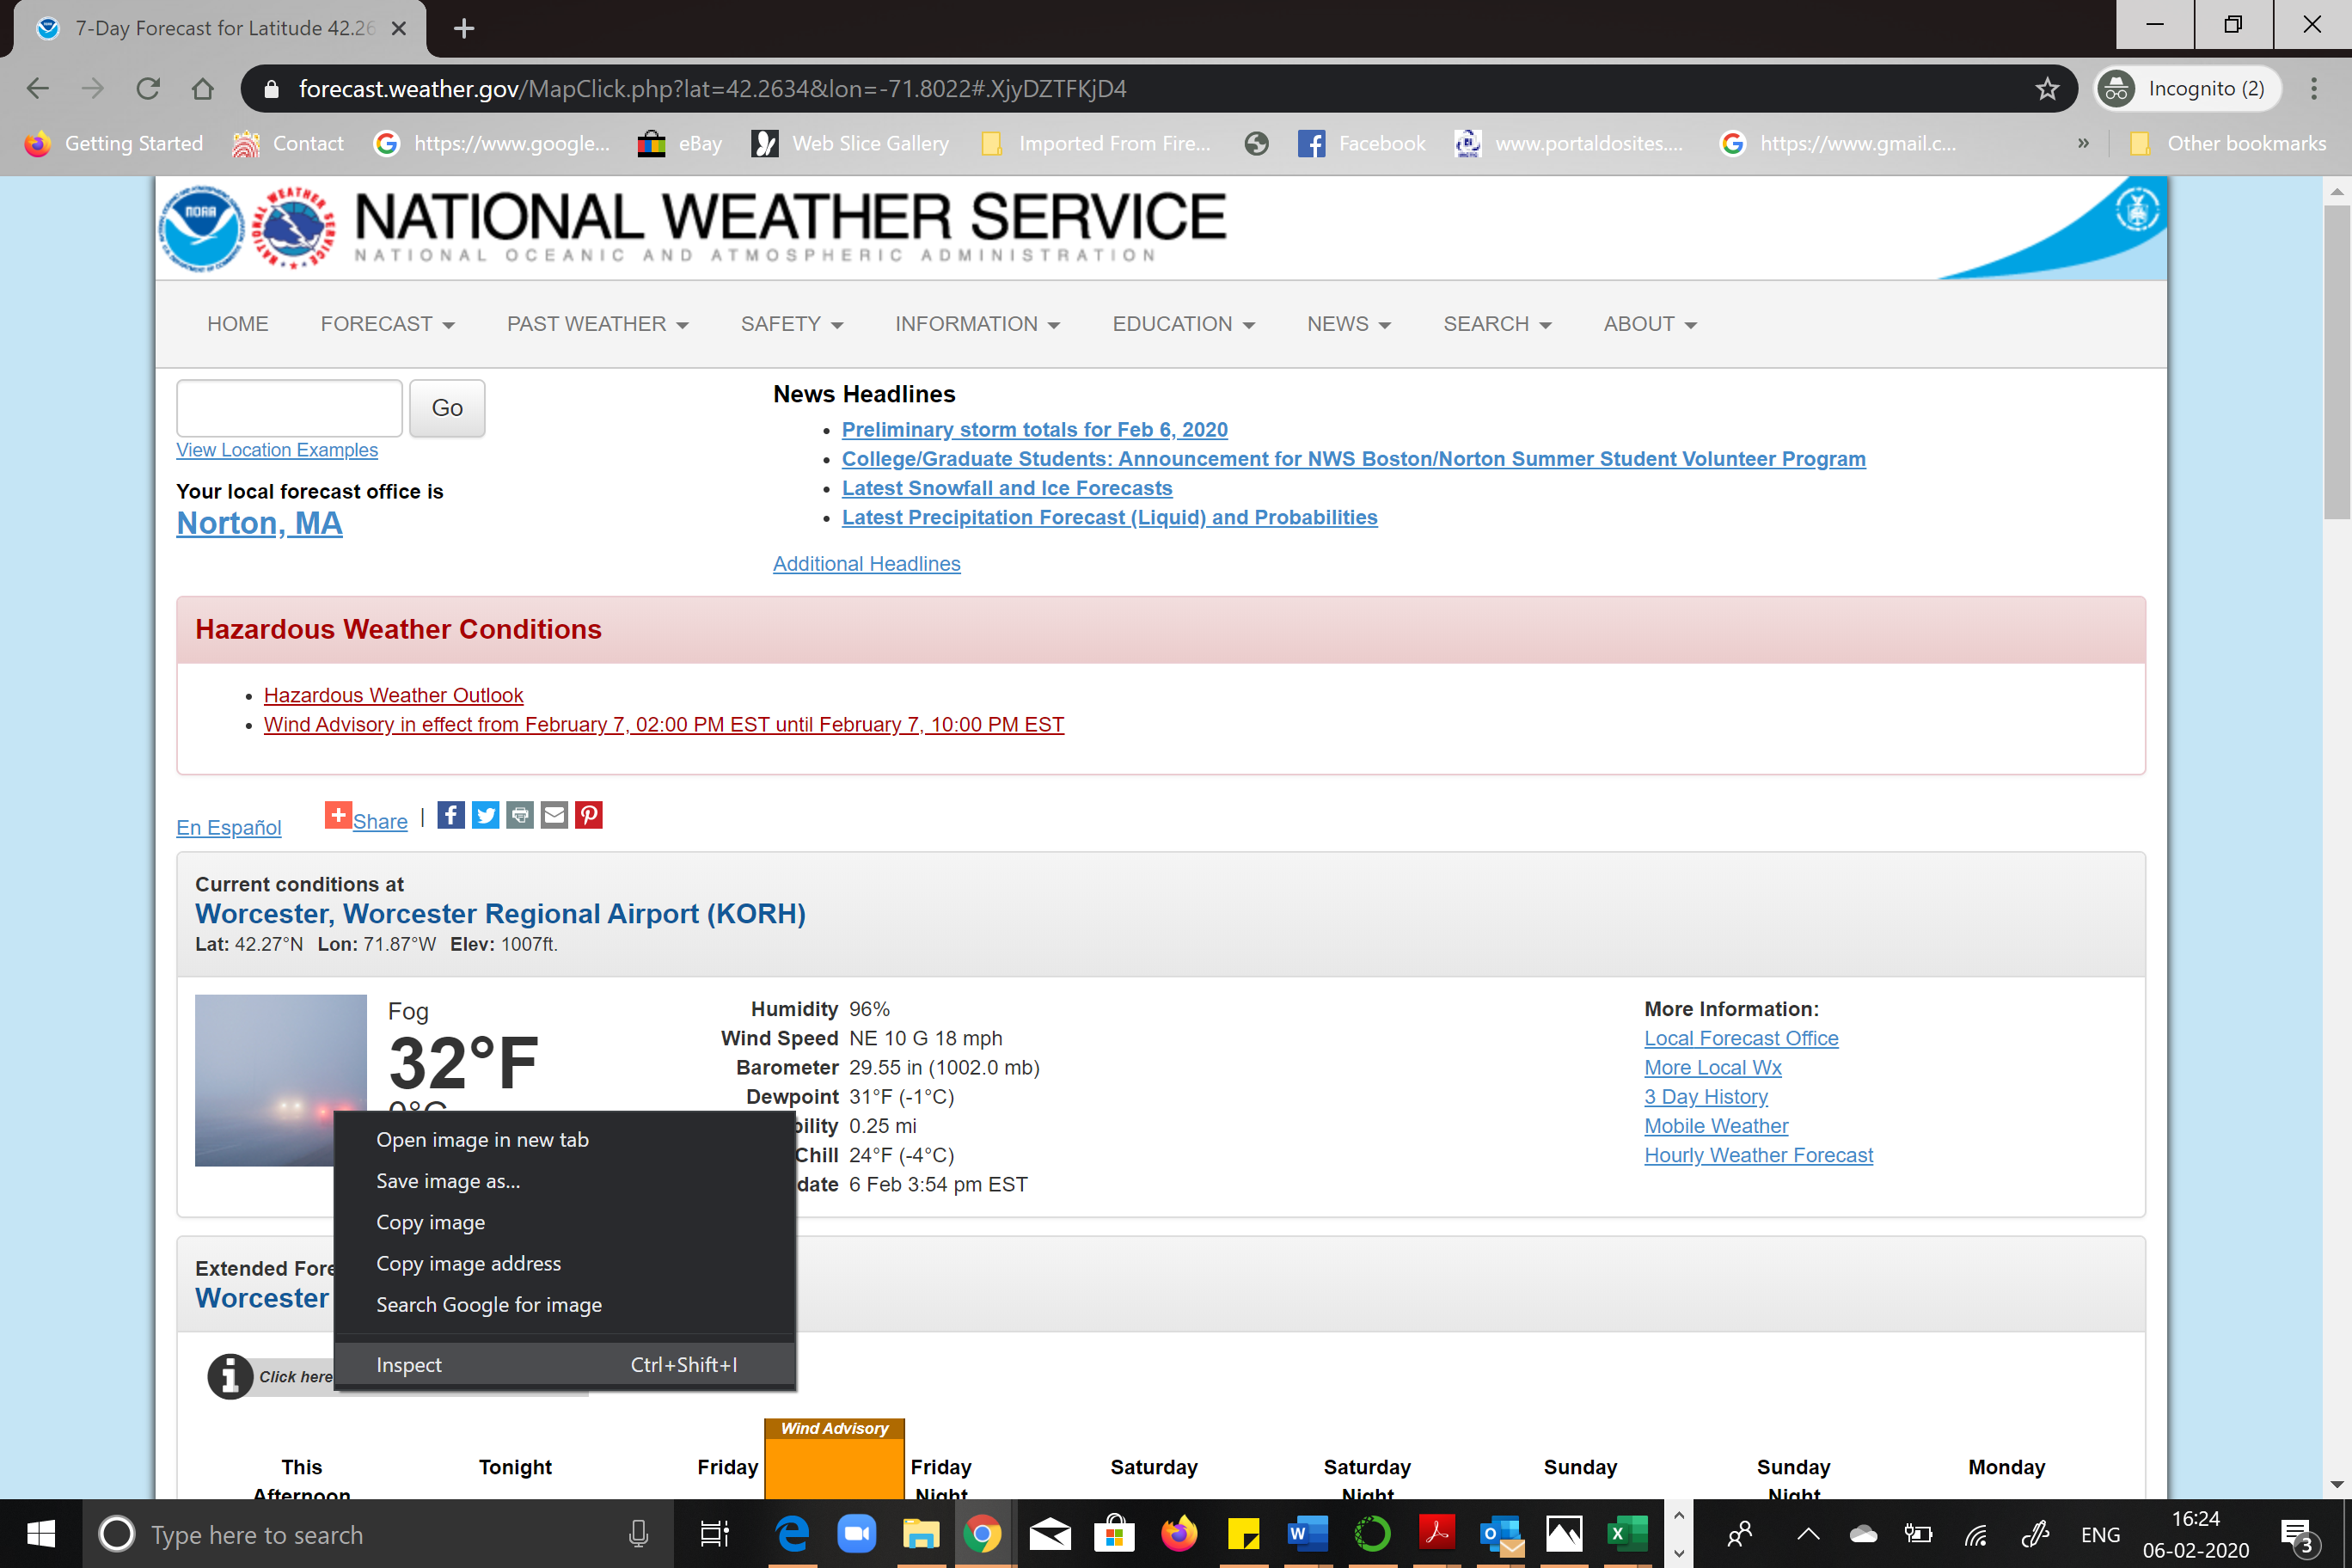 7-Day Forecast for Latitude 42.26
forecast.weather.gov/MapClick.php?lat=42.2634&lon=-71.8022#.XjyDZTFKjD4
Incognito (2)
Getting Started
Contact
https://www.google...
eBay
Web Slice Gallery
Imported From Fire...
Facebook
www.portaldosites....
https://www.gmail.c...
»
Other bookmarks
NOAA
NATIONAL WEATHER SERVICE
NATIONAL OCEANIC AND ATMOSPHERIC ADMINISTRATION
HOME
FORECAST
PAST WEATHER
SAFETY
INFORMATION
EDUCATION
NEWS
SEARCH
ABOUT
Go
View Location Examples
Your local forecast office is
Norton, MA
News Headlines
Preliminary storm totals for Feb 6, 2020
College/Graduate Students: Announcement for NWS Boston/Norton Summer Student Volunteer Program
Latest Snowfall and Ice Forecasts
Latest Precipitation Forecast (Liquid) and Probabilities
Additional Headlines
Hazardous Weather Conditions
Hazardous Weather Outlook
Wind Advisory in effect from February 7, 02:00 PM EST until February 7, 10:00 PM EST
En Español
Share |
Current conditions at
Worcester, Worcester Regional Airport (KORH)
Lat: 42.27°N Lon: 71.87°W Elev: 1007ft.
Fog
32°F
0°C
Humidity 96%
Wind Speed NE 10 G 18 mph
Barometer 29.55 in (1002.0 mb)
Dewpoint 31°F (-1°C)
bility 0.25 mi
Chill 24°F (-4°C)
date 6 Feb 3:54 pm EST
More Information:
Local Forecast Office
More Local Wx
3 Day History
Mobile Weather
Hourly Weather Forecast
Open image in new tab
Save image as...
Copy image
Copy image address
Search Google for image
Inspect Ctrl+Shift+I
Extended Fore
Worcester
Click here
Wind Advisory
This
Afternoon
Tonight
Friday
Friday
Night
Saturday
Saturday
Night
Sunday
Sunday
Night
Monday
Type here to search
ENG
16:24
06-02-2020
3